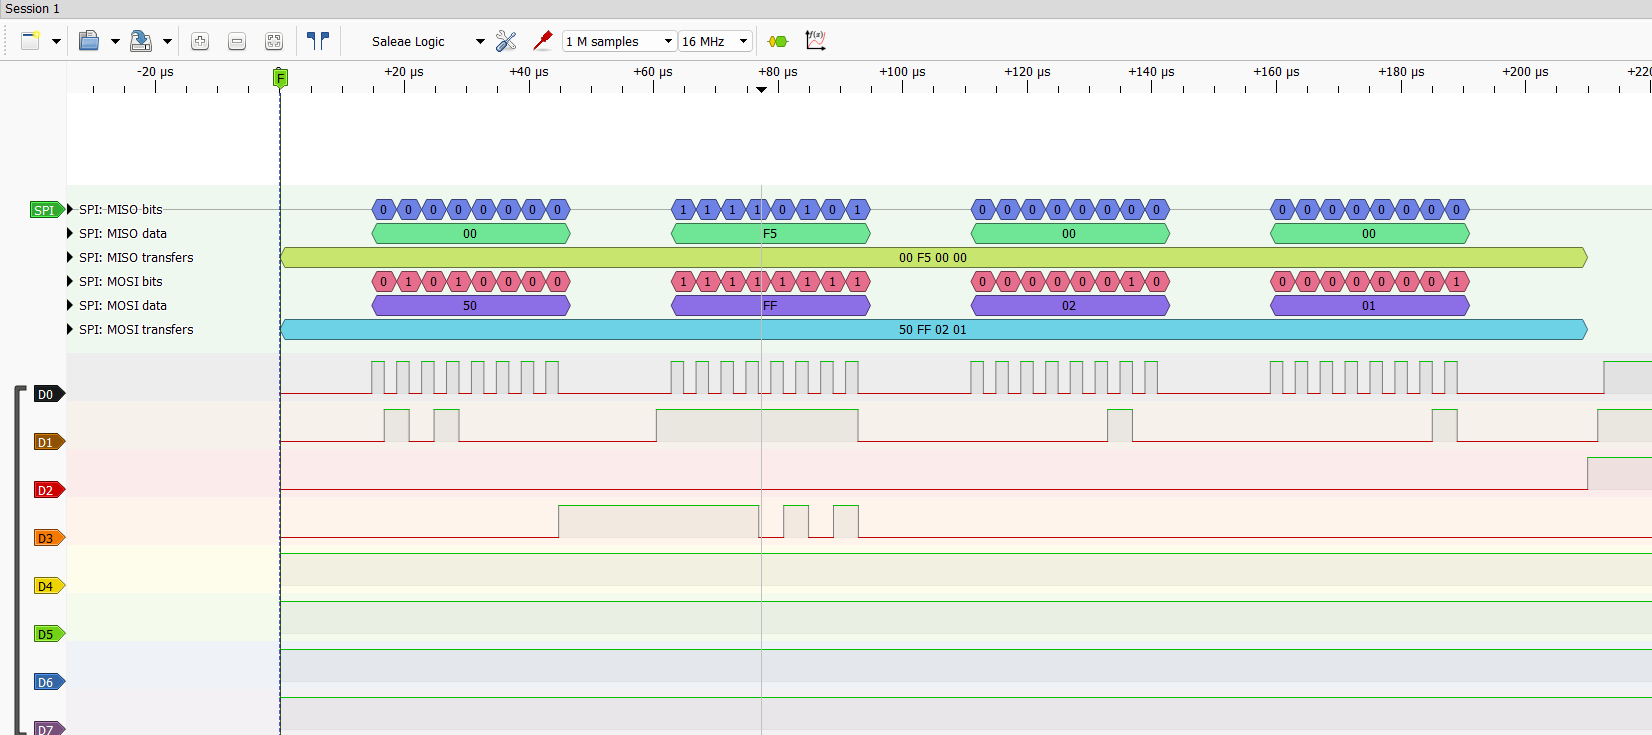 Session 1
Saleae Logic 1 M samples 16 MHz f(x)
-20 µs +20 µs +40 µs +60 µs +80 µs +100 µs +120 µs +140 µs +160 µs +180 µs +200 µs +220
F
SPI SPI: MISO bits 0 0 0 0 0 0 0 0 1 1 1 1 0 1 0 1 0 0 0 0 0 0 0 0 0 0 0 0 0 0 0 0
SPI: MISO data 00 F5 00 00
SPI: MISO transfers 00 F5 00 00
SPI: MOSI bits 0 1 0 1 0 0 0 0 1 1 1 1 1 1 1 1 0 0 0 0 0 0 1 0 0 0 0 0 0 0 0 1
SPI: MOSI data 50 FF 02 01
SPI: MOSI transfers 50 FF 02 01
D0
D1
D2
D3
D4
D5
D6
D7